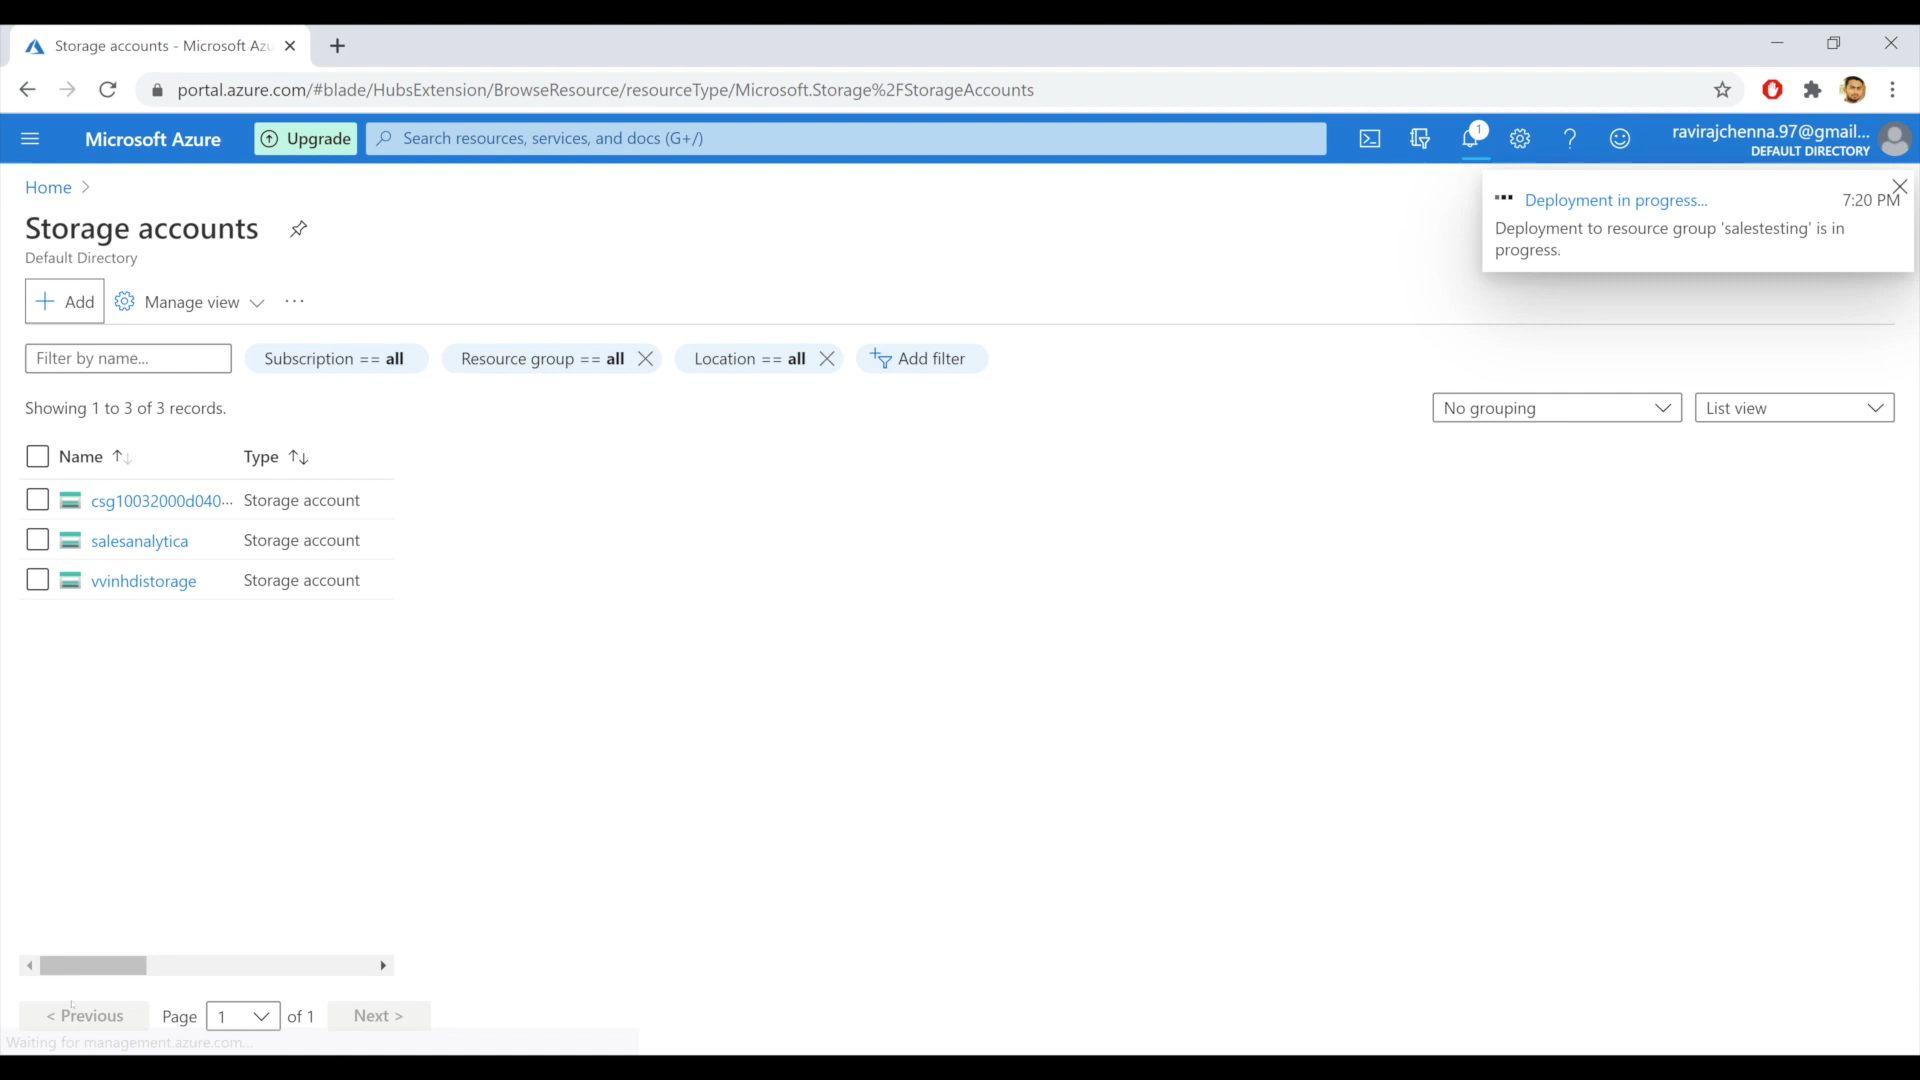 Storage accounts - Microsoft Azu
portal.azure.com/#blade/HubsExtension/BrowseResource/resourceType/Microsoft.Storage%2FStorageAccounts
Microsoft Azure
Upgrade
Search resources, services, and docs (G+/)
1
ravirajchenna.97@gmail...
DEFAULT DIRECTORY
Home >
Deployment in progress...
7:20 PM
Deployment to resource group 'salestesting' is in
progress.
Storage accounts
Default Directory
+ Add
Manage view
...
Filter by name...
Subscription == all
Resource group == all
Location == all
Add filter
Showing 1 to 3 of 3 records.
No grouping
List view
Name ↑↓
Type ↑↓
csg10032000d040...
Storage account
salesanalytica
Storage account
vvinhdistorage
Storage account
< Previous
Page
1
of 1
Next >
Waiting for management.azure.com...